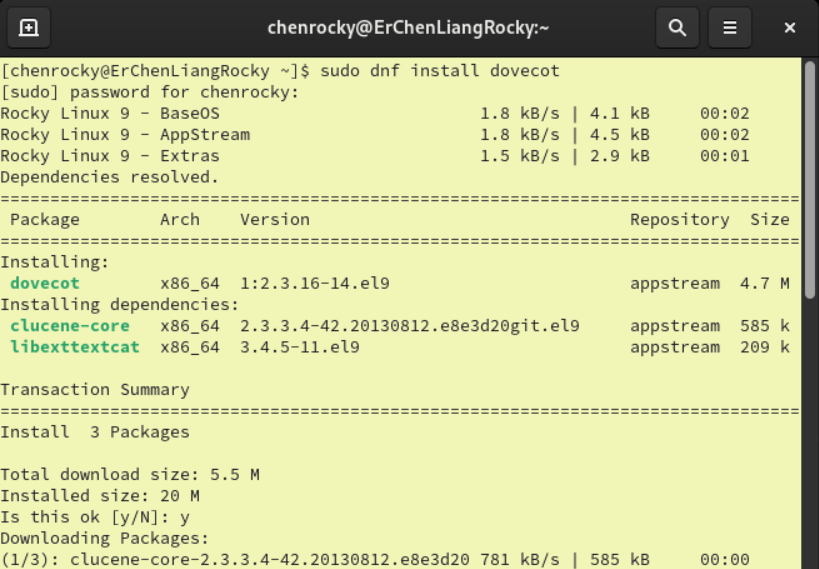 chenrocky@ErChenLiangRocky:~
[chenrocky@ErChenLiangRocky ~]$ sudo dnf install dovecot
[sudo] password for chenrocky:
Rocky Linux 9 - BaseOS                          1.8 kB/s | 4.1 kB     00:02
Rocky Linux 9 - AppStream                       1.8 kB/s | 4.5 kB     00:02
Rocky Linux 9 - Extras                          1.5 kB/s | 2.9 kB     00:01
Dependencies resolved.
================================================================================
 Package        Arch    Version                                Repository  Size
================================================================================
Installing:
 dovecot        x86_64  1:2.3.16-14.el9                        appstream  4.7 M
Installing dependencies:
 clucene-core   x86_64  2.3.3.4-42.20130812.e8e3d20git.el9     appstream  585 k
 libexttextcat  x86_64  3.4.5-11.el9                           appstream  209 k

Transaction Summary
================================================================================
Install  3 Packages

Total download size: 5.5 M
Installed size: 20 M
Is this ok [y/N]: y
Downloading Packages:
(1/3): clucene-core-2.3.3.4-42.20130812.e8e3d20 781 kB/s | 585 kB     00:00